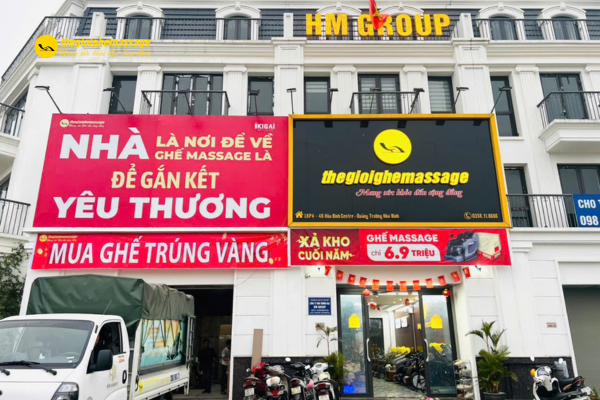 thegioighemassage
HM GROUP
thegioighemassage
IKIGAI
NHÀ LÀ NƠI ĐỂ VỀ
GHẾ MASSAGE LÀ
ĐỂ GẮN KẾT
YÊU THƯƠNG
thegioighemassage
Mang sức khỏe đến cộng đồng
MUA GHẾ TRÚNG VÀNG
XẢ KHO
CUỐI NĂM
GHẾ MASSAGE
chỉ 6.9 TRIỆU
CHO
098